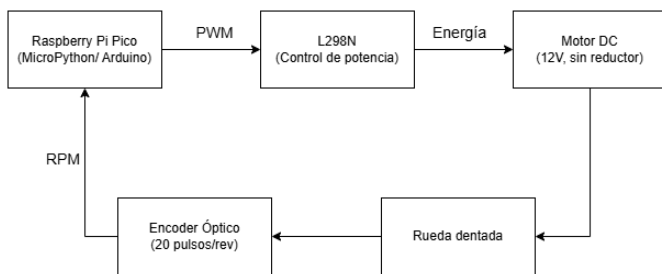 Raspberry Pi Pico
(MicroPython/ Arduino)
PWM
L298N
(Control de potencia)
Energía
Motor DC
(12V, sin reductor)
RPM
Encoder Óptico
(20 pulsos/rev)
Rueda dentada